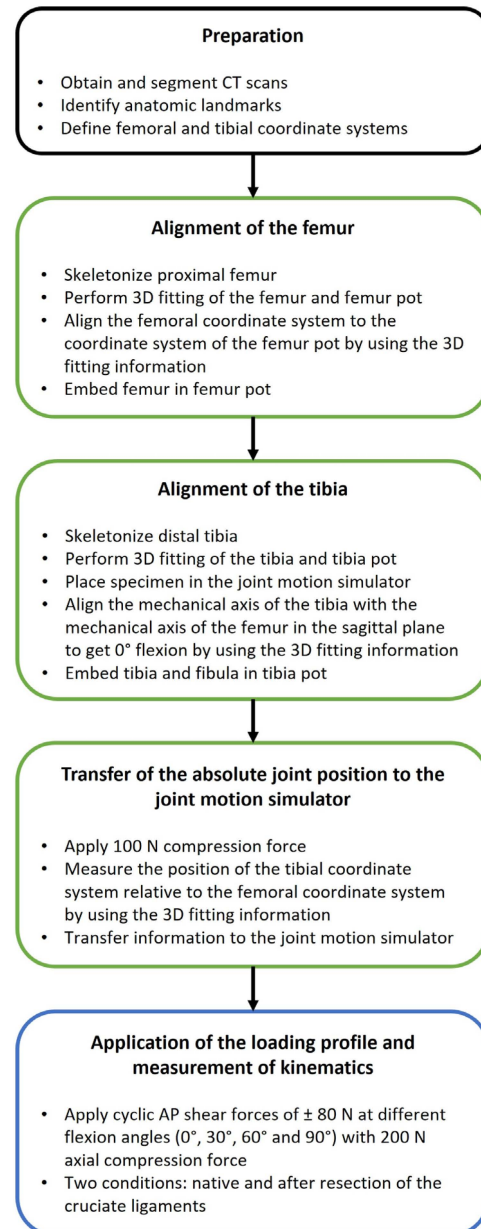 Preparation
• Obtain and segment CT scans
• Identify anatomic landmarks
• Define femoral and tibial coordinate systems
Alignment of the femur
• Skeletonize proximal femur
• Perform 3D fitting of the femur and femur pot
• Align the femoral coordinate system to the
coordinate system of the femur pot by using the 3D
fitting information
• Embed femur in femur pot
Alignment of the tibia
• Skeletonize distal tibia
• Perform 3D fitting of the tibia and tibia pot
• Place specimen in the joint motion simulator
• Align the mechanical axis of the tibia with the
mechanical axis of the femur in the sagittal plane
to get 0° flexion by using the 3D fitting information
• Embed tibia and fibula in tibia pot
Transfer of the absolute joint position to the
joint motion simulator
• Apply 100 N compression force
• Measure the position of the tibial coordinate
system relative to the femoral coordinate system
by using the 3D fitting information
• Transfer information to the joint motion simulator
Application of the loading profile and
measurement of kinematics
• Apply cyclic AP shear forces of ± 80 N at different
flexion angles (0°, 30°, 60° and 90°) with 200 N
axial compression force
• Two conditions: native and after resection of the
cruciate ligaments